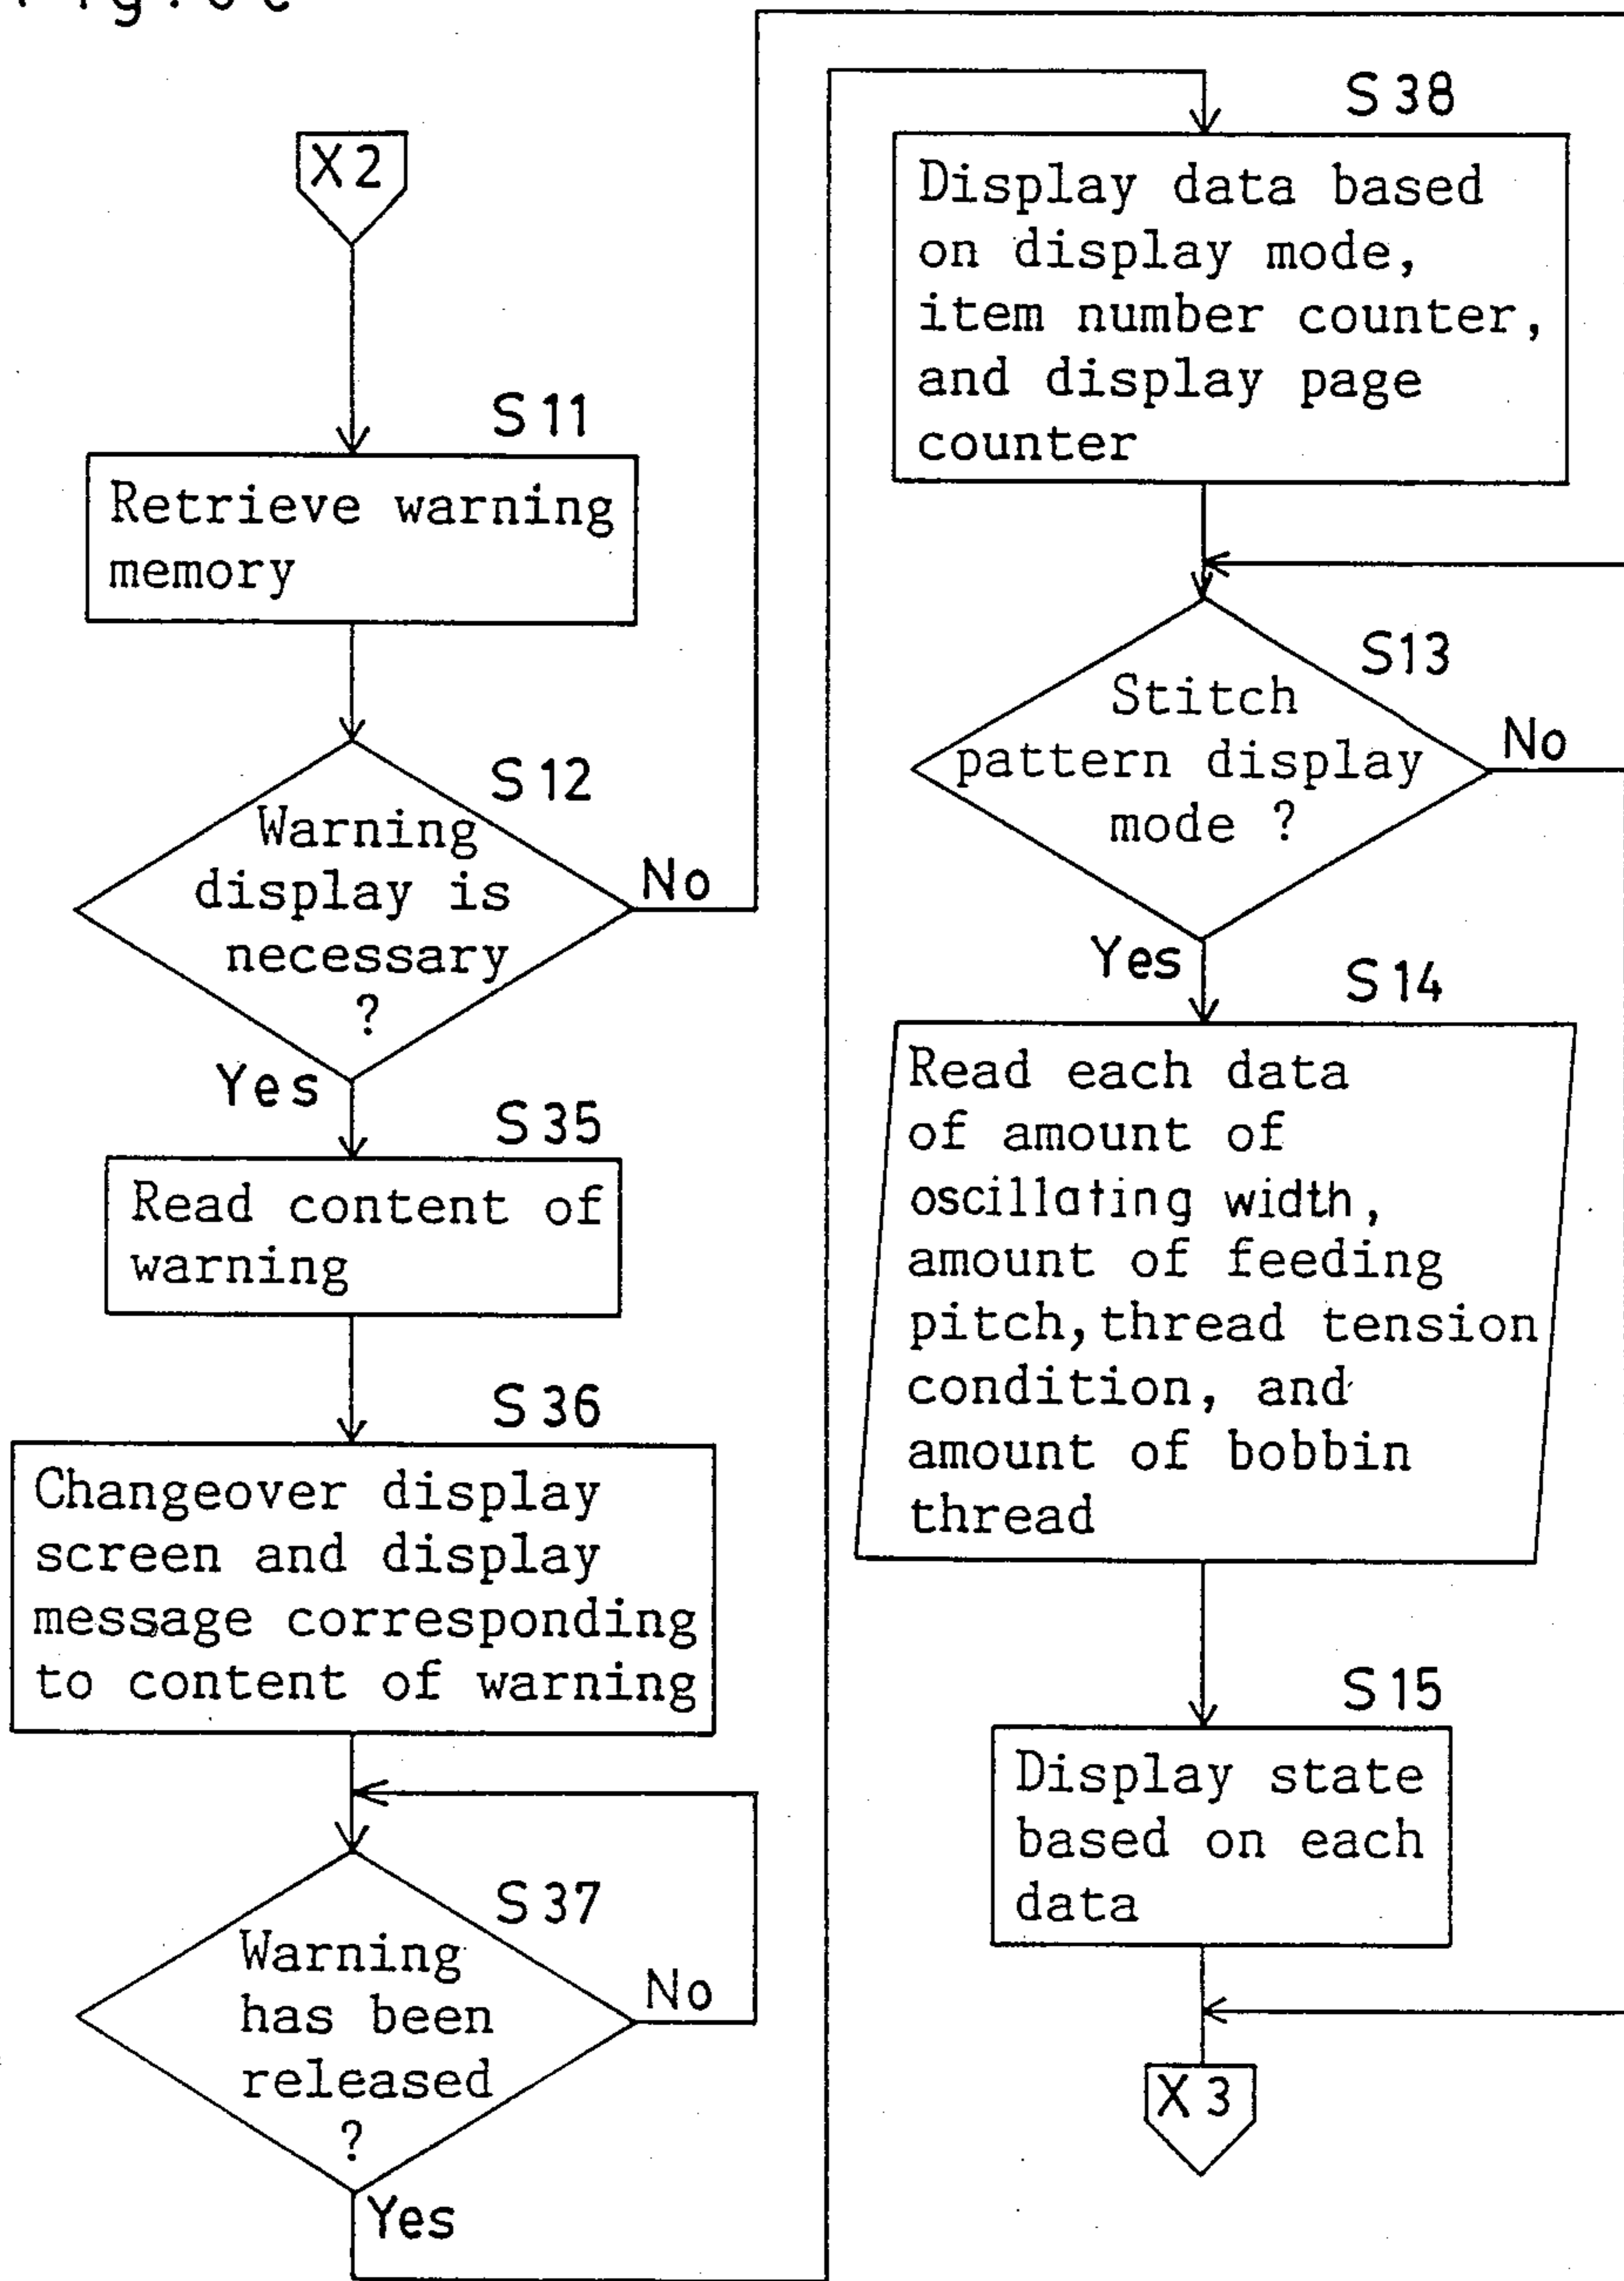 X2
S11
Retrieve warning
memory
S12
Warning
display is
necessary
?
No
Yes
S35
Read content of
warning
S36
Changeover display
screen and display
message corresponding
to content of warning
S37
Warning
has been
released
?
No
Yes
S38
Display data based
on display mode,
item number counter,
and display page
counter
S13
Stitch
pattern display
mode ?
No
Yes
S14
Read each data
of amount of
oscillating width,
amount of feeding
pitch,thread tension
condition, and
amount of bobbin
thread
S15
Display state
based on each
data
X3